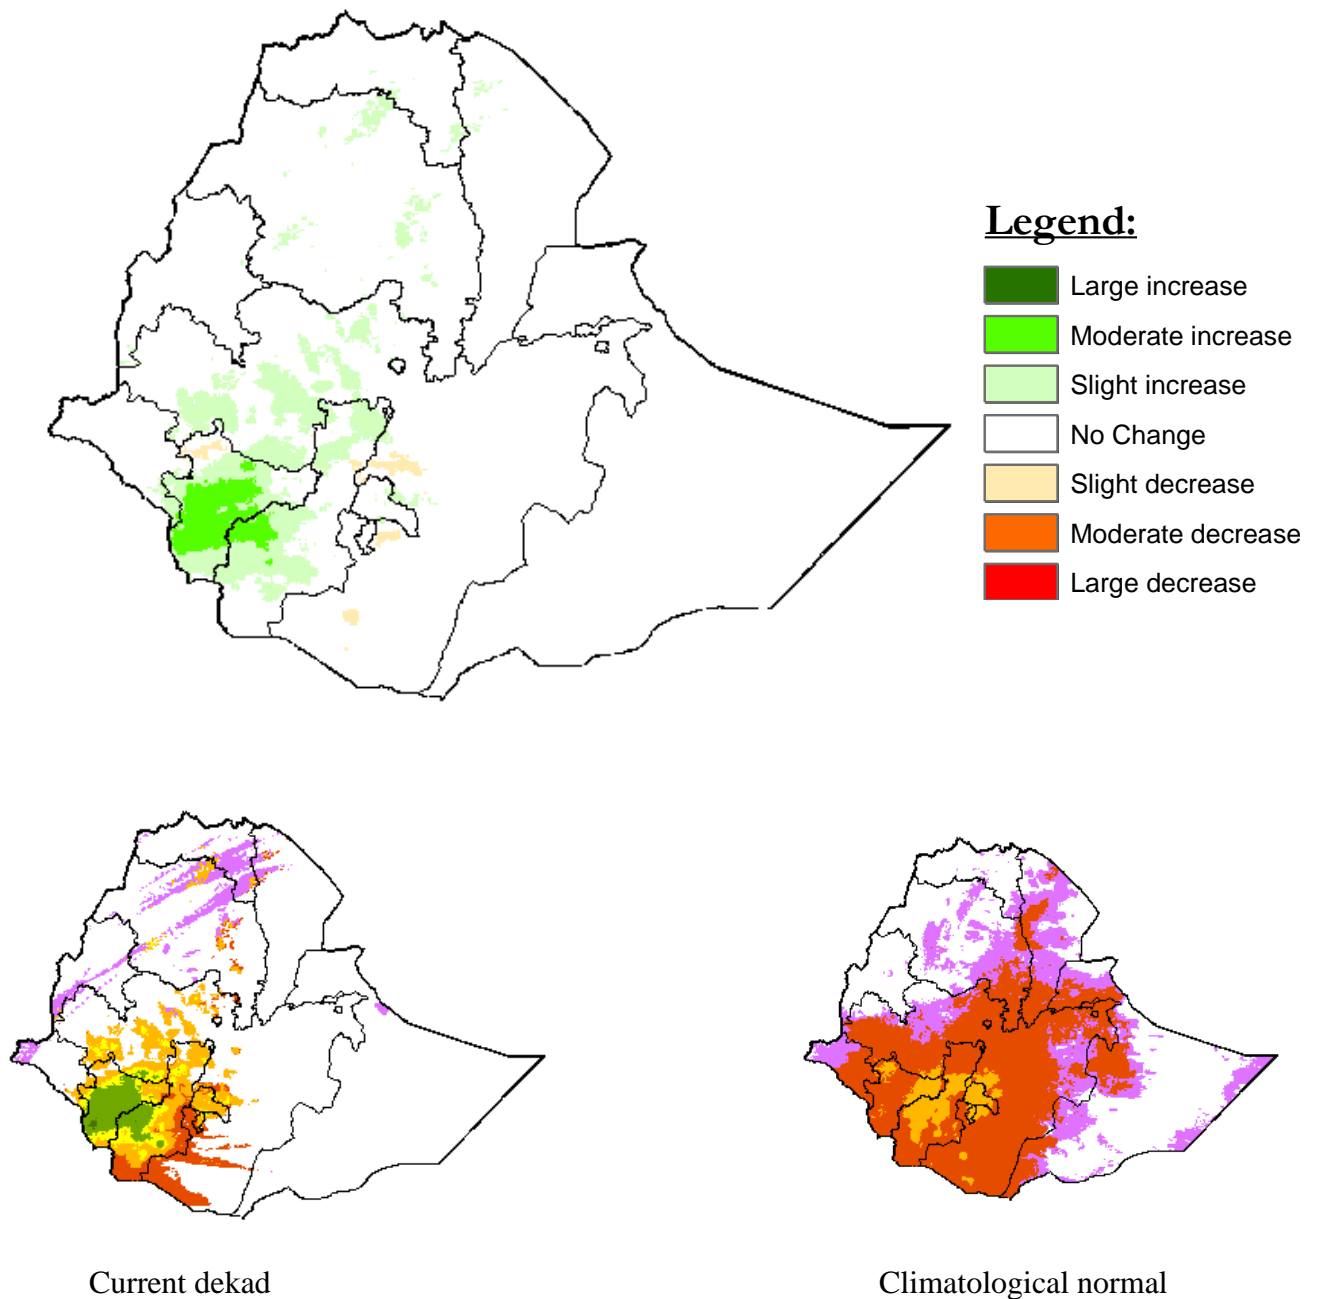 Legend:
Large increase
Moderate increase
Slight increase
No Change
Slight decrease
Moderate decrease
Large decrease
Current dekad
Climatological normal